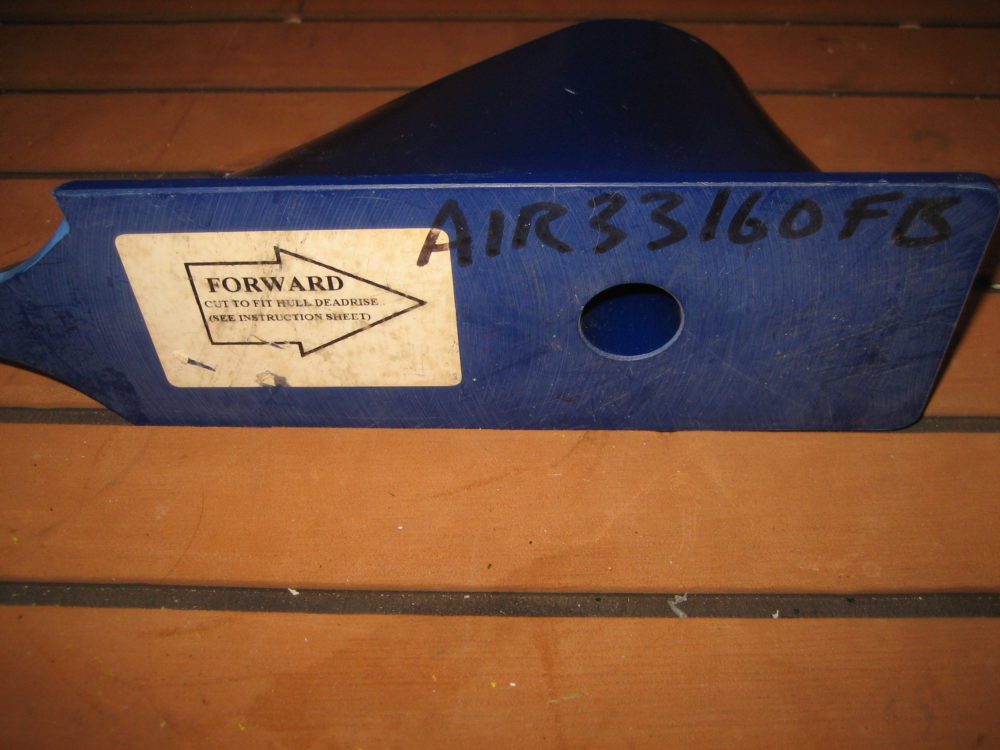 AIR33160FB
FORWARD
CUT TO FIT HULL DEADRISE
(SEE INSTRUCTION SHEET)